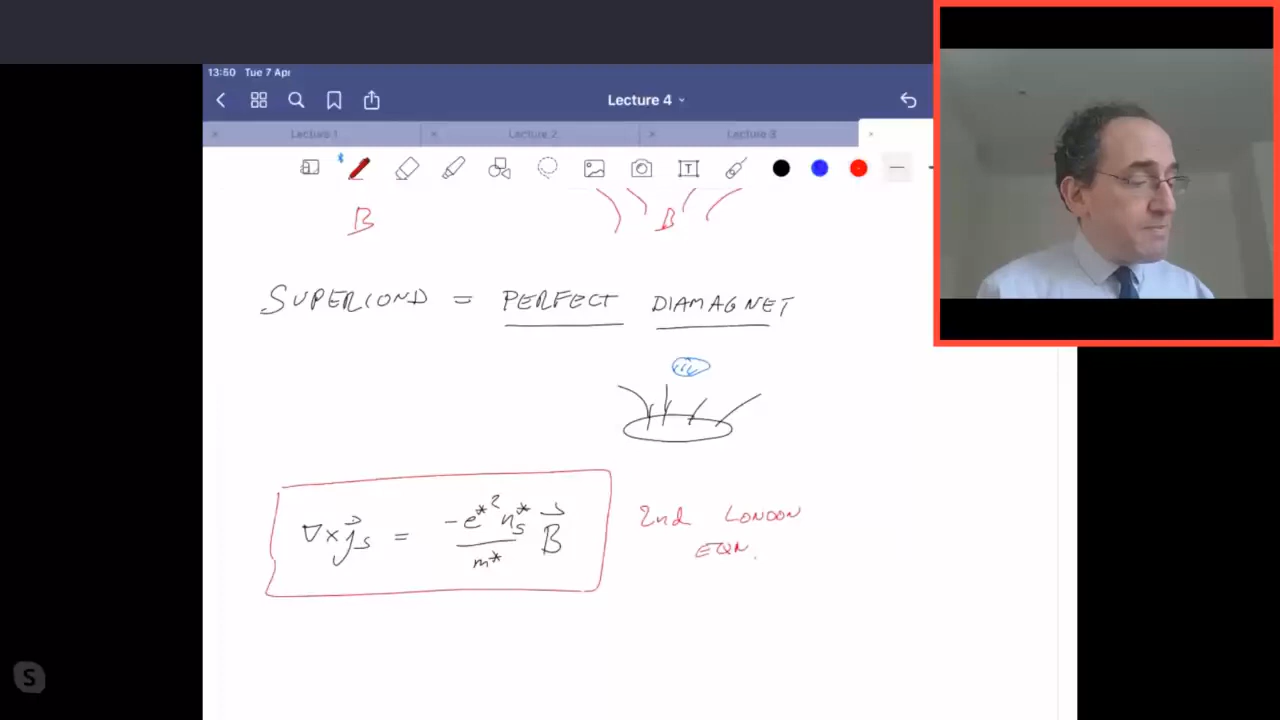 13:50 Tue 7 Apr
Lecture 4
Lecture 1 Lecture 2 Lecture 3
T
B B
SUPERCOND = PERFECT DIAMAGNET
∇×j⃗ₛ = -e*² nₛ* / m* B⃗
2nd LONDON
EQN.
S